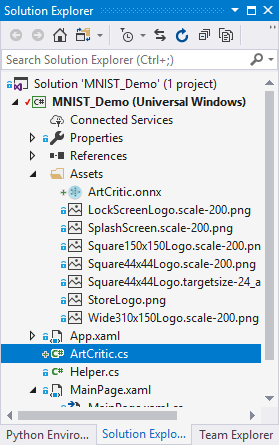 Solution Explorer
Search Solution Explorer (Ctrl+;)
Solution 'MNIST_Demo' (1 project)
C# MNIST_Demo (Universal Windows)
Connected Services
Properties
References
Assets
ArtCritic.onnx
LockScreenLogo.scale-200.png
SplashScreen.scale-200.png
Square150x150Logo.scale-200.pn
Square44x44Logo.scale-200.png
Square44x44Logo.targetsize-24_a
StoreLogo.png
Wide310x150Logo.scale-200.png
App.xaml
C# ArtCritic.cs
C# Helper.cs
MainPage.xaml
MainPage.xaml.cs
Python Enviro... Solution Explo... Team Explorer